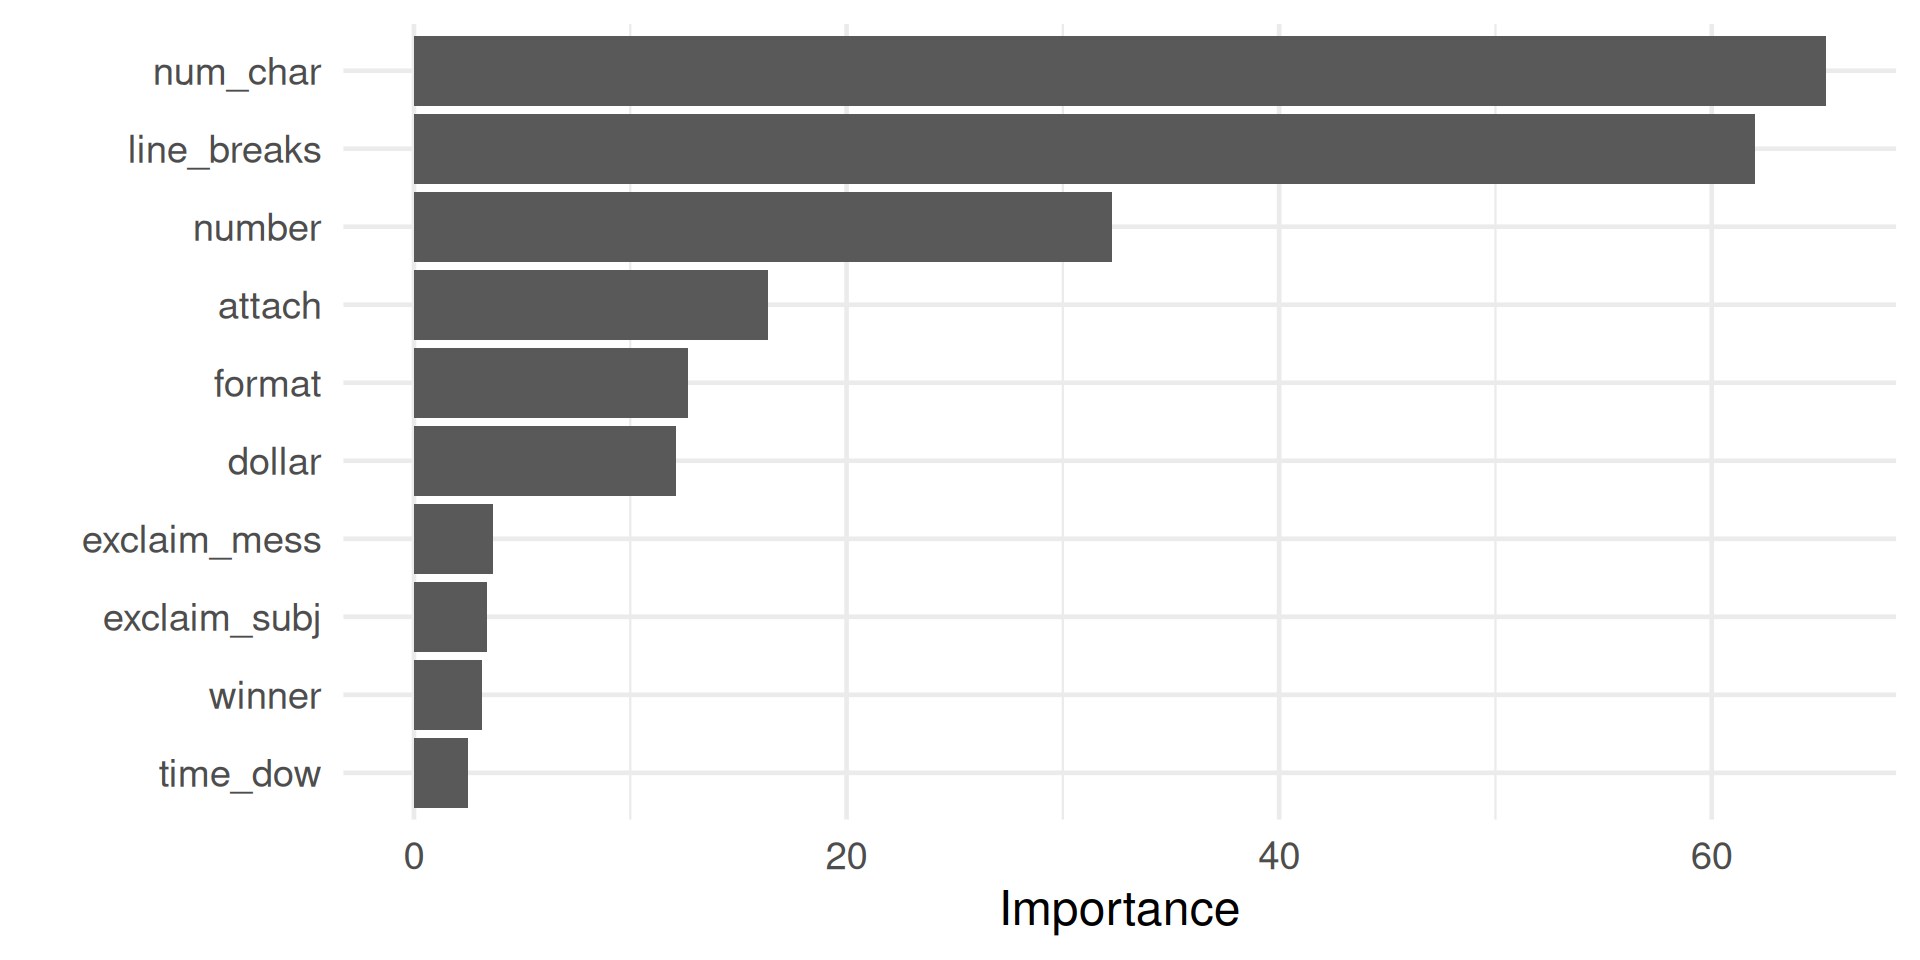 num_char
line_breaks
number
attach
format
dollar
exclaim_mess
exclaim_subj
winner
time_dow
0 20 40 60
Importance